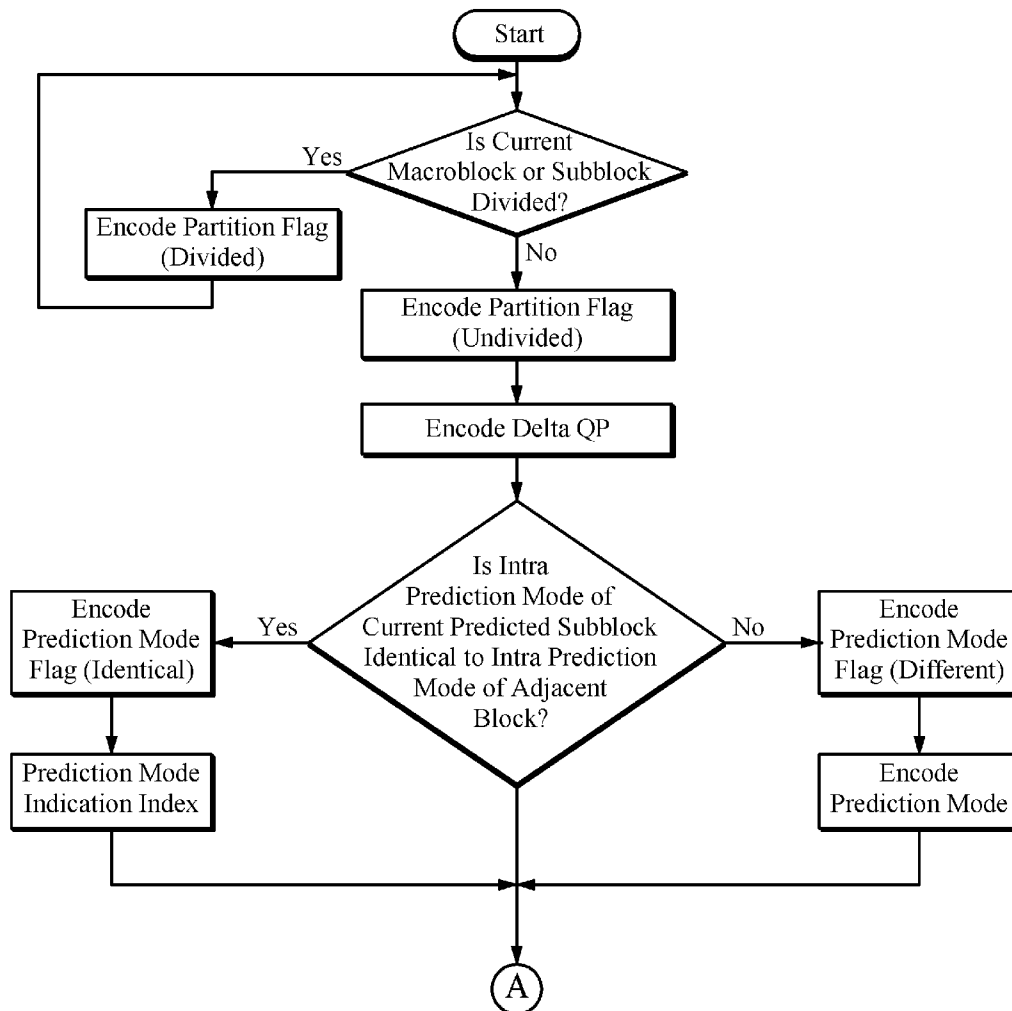 Start
Is Current
Macroblock or Subblock
Divided?
Yes
Encode Partition Flag
(Divided)
No
Encode Partition Flag
(Undivided)
Encode Delta QP
Is Intra
Prediction Mode of
Current Predicted Subblock
Identical to Intra Prediction
Mode of Adjacent
Block?
Yes
Encode
Prediction Mode
Flag (Identical)
Prediction Mode
Indication Index
No
Encode
Prediction Mode
Flag (Different)
Encode
Prediction Mode
A